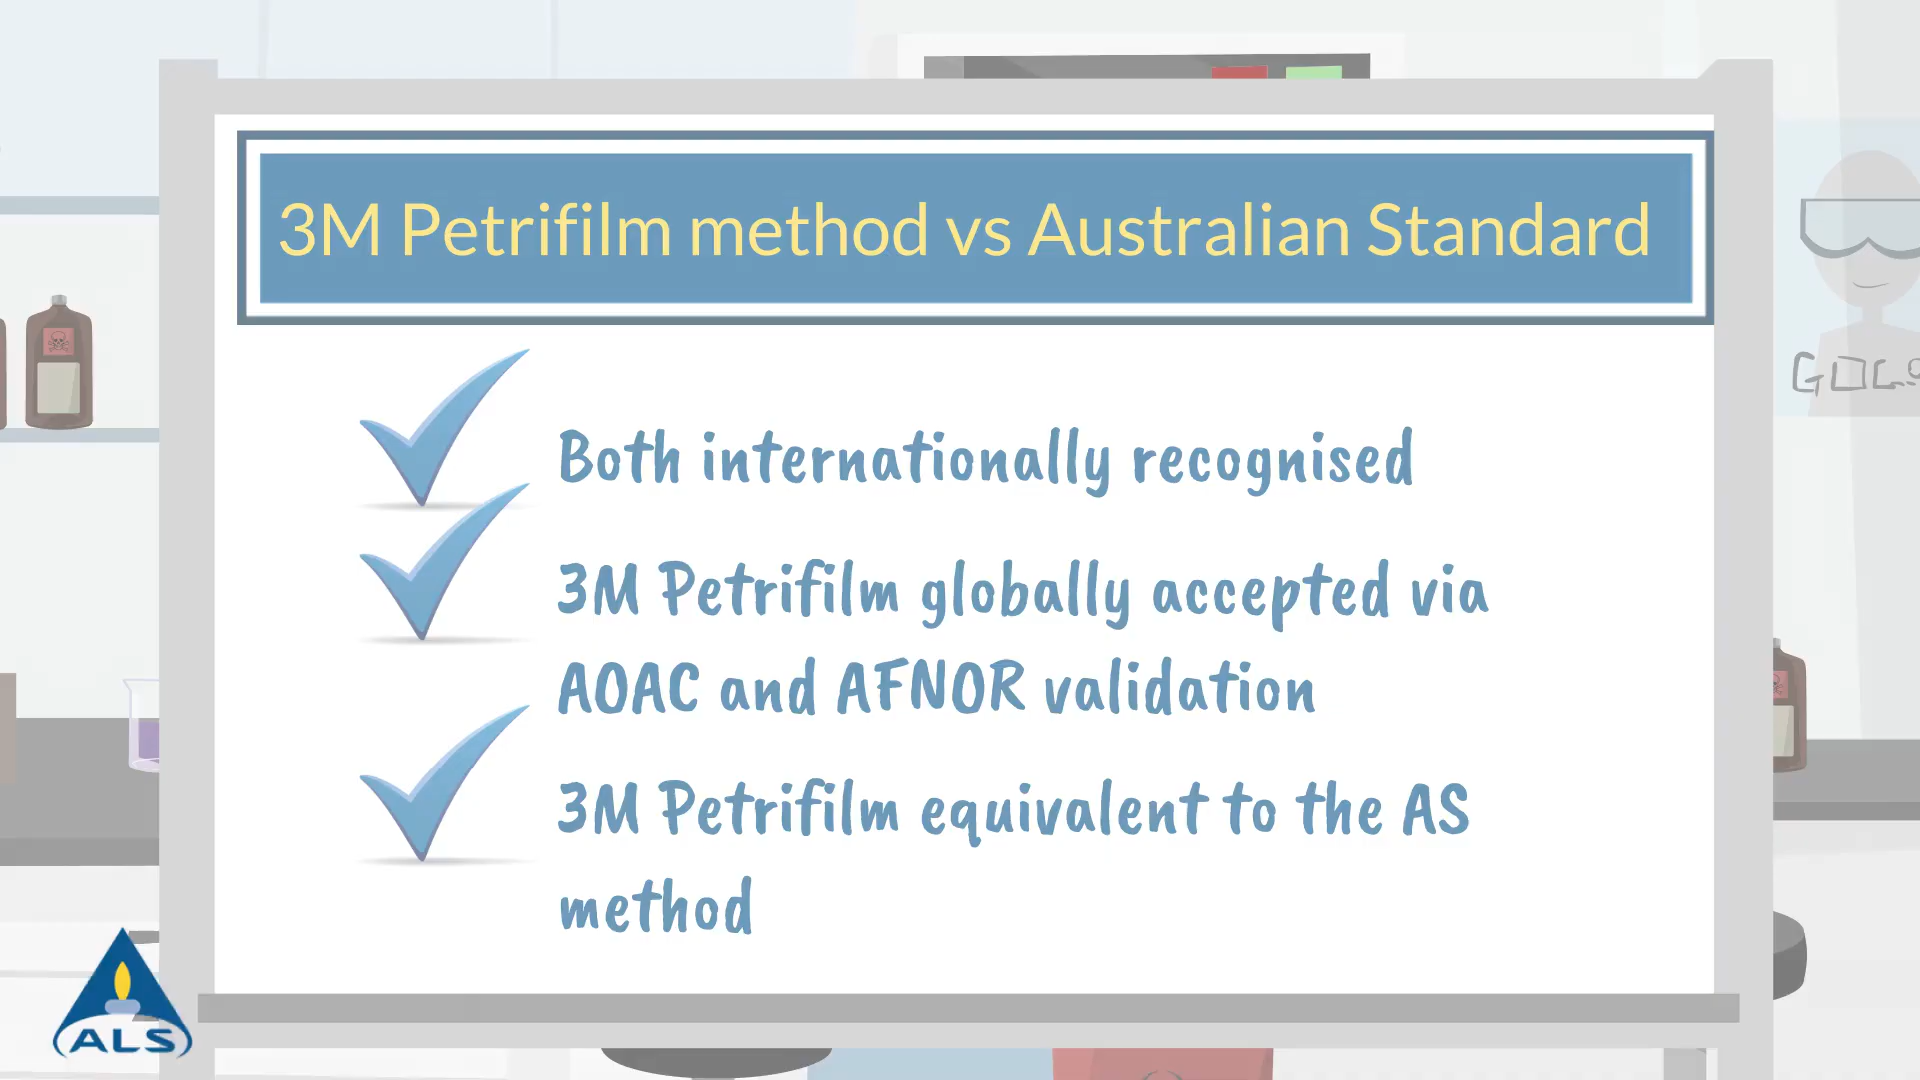 3M Petrifilm method vs Australian Standard
Both internationally recognised
3M Petrifilm globally accepted via
AOAC and AFNOR validation
3M Petrifilm equivalent to the AS
method
ALS